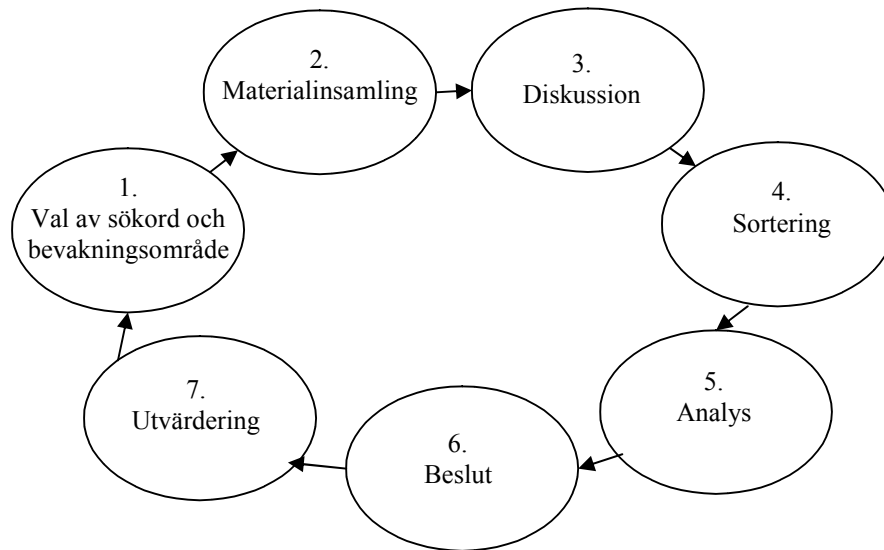 1.
Val av sökord och
bevakningsområde
2.
Materialinsamling
3.
Diskussion
4.
Sortering
5.
Analys
6.
Beslut
7.
Utvärdering